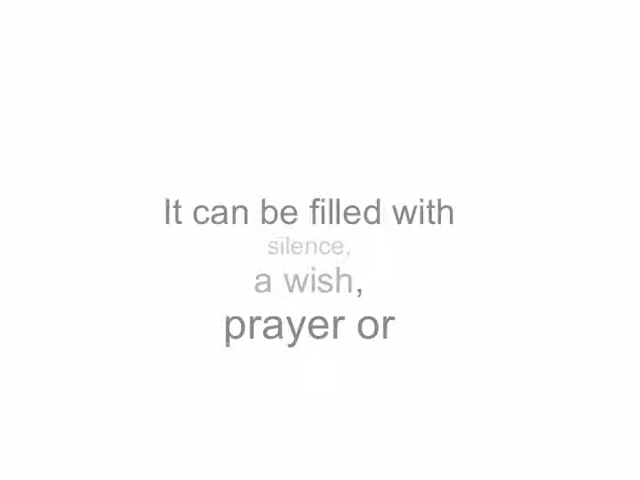 It can be filled with
silence,
a wish,
prayer or